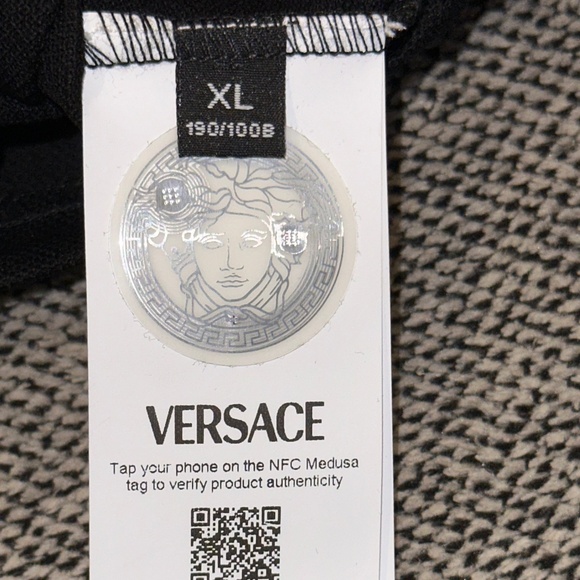 XL
190/100B
VERSACE
Tap your phone on the NFC Medusa
tag to verify product authenticity